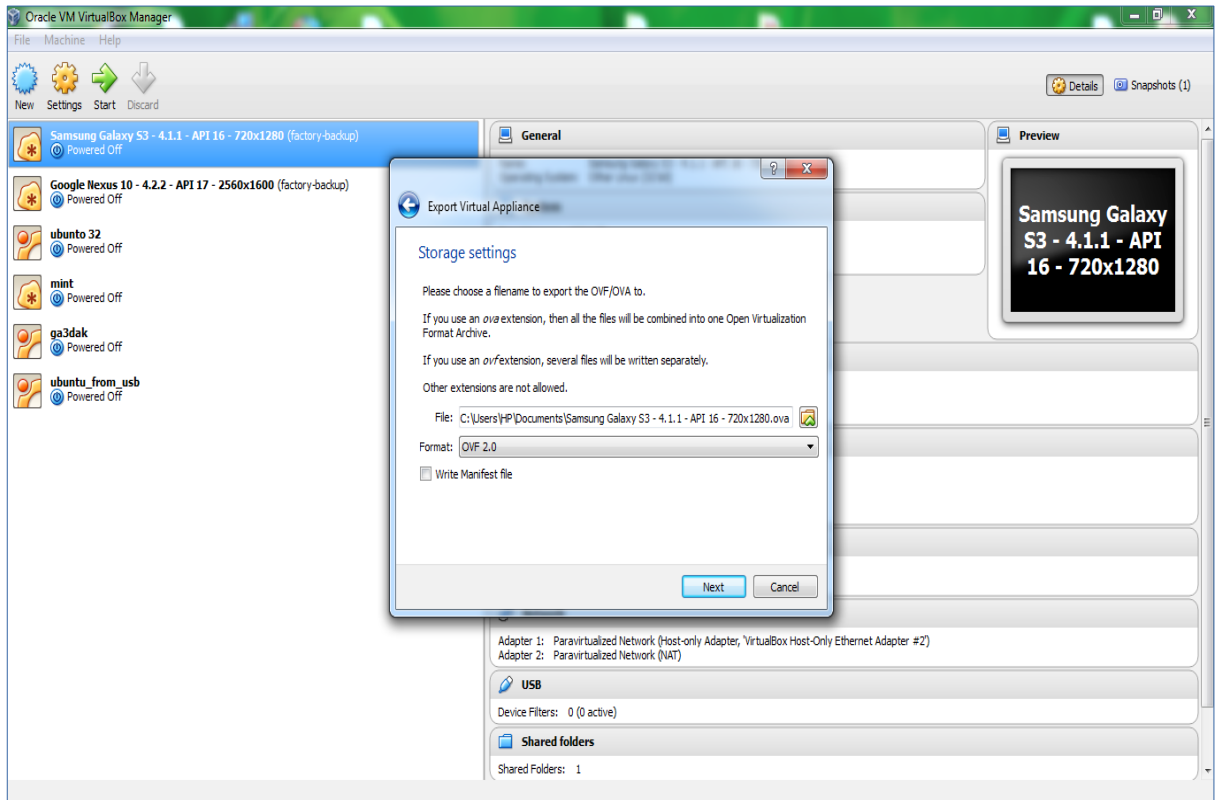 Oracle VM VirtualBox Manager
X
File Machine Help
New Settings Start Discard
Details Snapshots (1)
Samsung Galaxy S3 - 4.1.1 - API 16 - 720x1280 (factory-backup)
Powered Off
Google Nexus 10 - 4.2.2 - API 17 - 2560x1600 (factory-backup)
Powered Off
ubunto 32
Powered Off
mint
Powered Off
ga3dak
Powered Off
ubuntu_from_usb
Powered Off
General
Preview
Samsung Galaxy
S3 - 4.1.1 - API
16 - 720x1280
? X
Export Virtual Appliance
Storage settings
Please choose a filename to export the OVF/OVA to.
If you use an ova extension, then all the files will be combined into one Open Virtualization
Format Archive.
If you use an ovf extension, several files will be written separately.
Other extensions are not allowed.
File: C:\Users\HP\Documents\Samsung Galaxy S3 - 4.1.1 - API 16 - 720x1280.ova
Format: OVF 2.0
Write Manifest file
Next Cancel
Adapter 1: Paravirtualized Network (Host-only Adapter, 'VirtualBox Host-Only Ethernet Adapter #2')
Adapter 2: Paravirtualized Network (NAT)
USB
Device Filters: 0 (0 active)
Shared folders
Shared Folders: 1